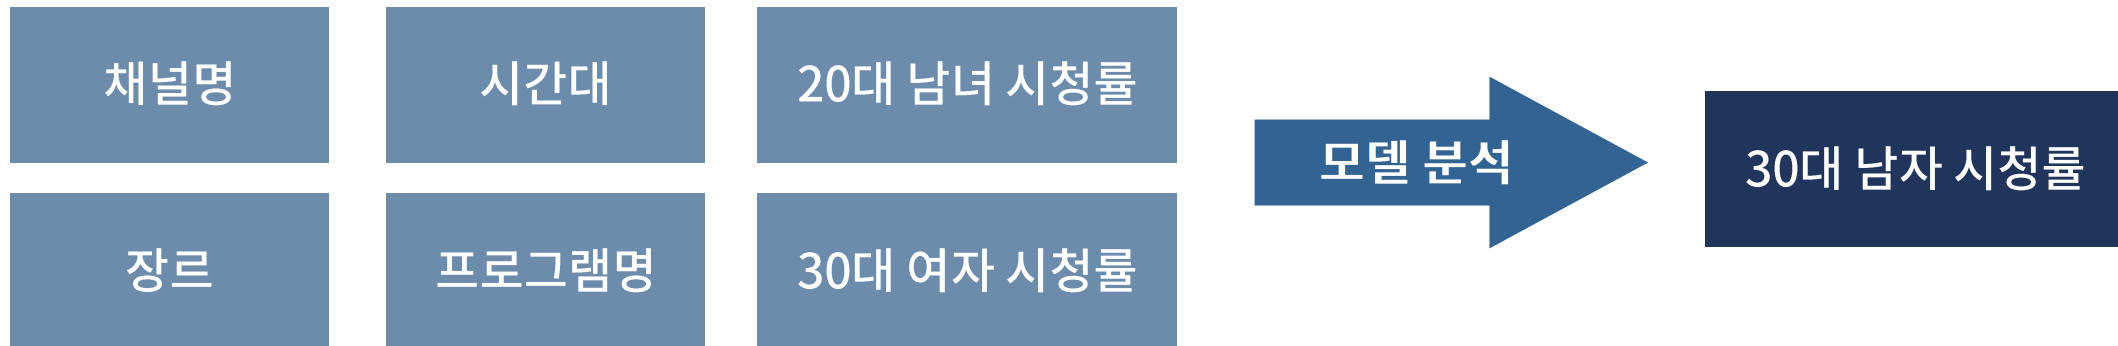 채널명
시간대
20대 남녀 시청률
장르
프로그램명
30대 여자 시청률
모델 분석
30대 남자 시청률